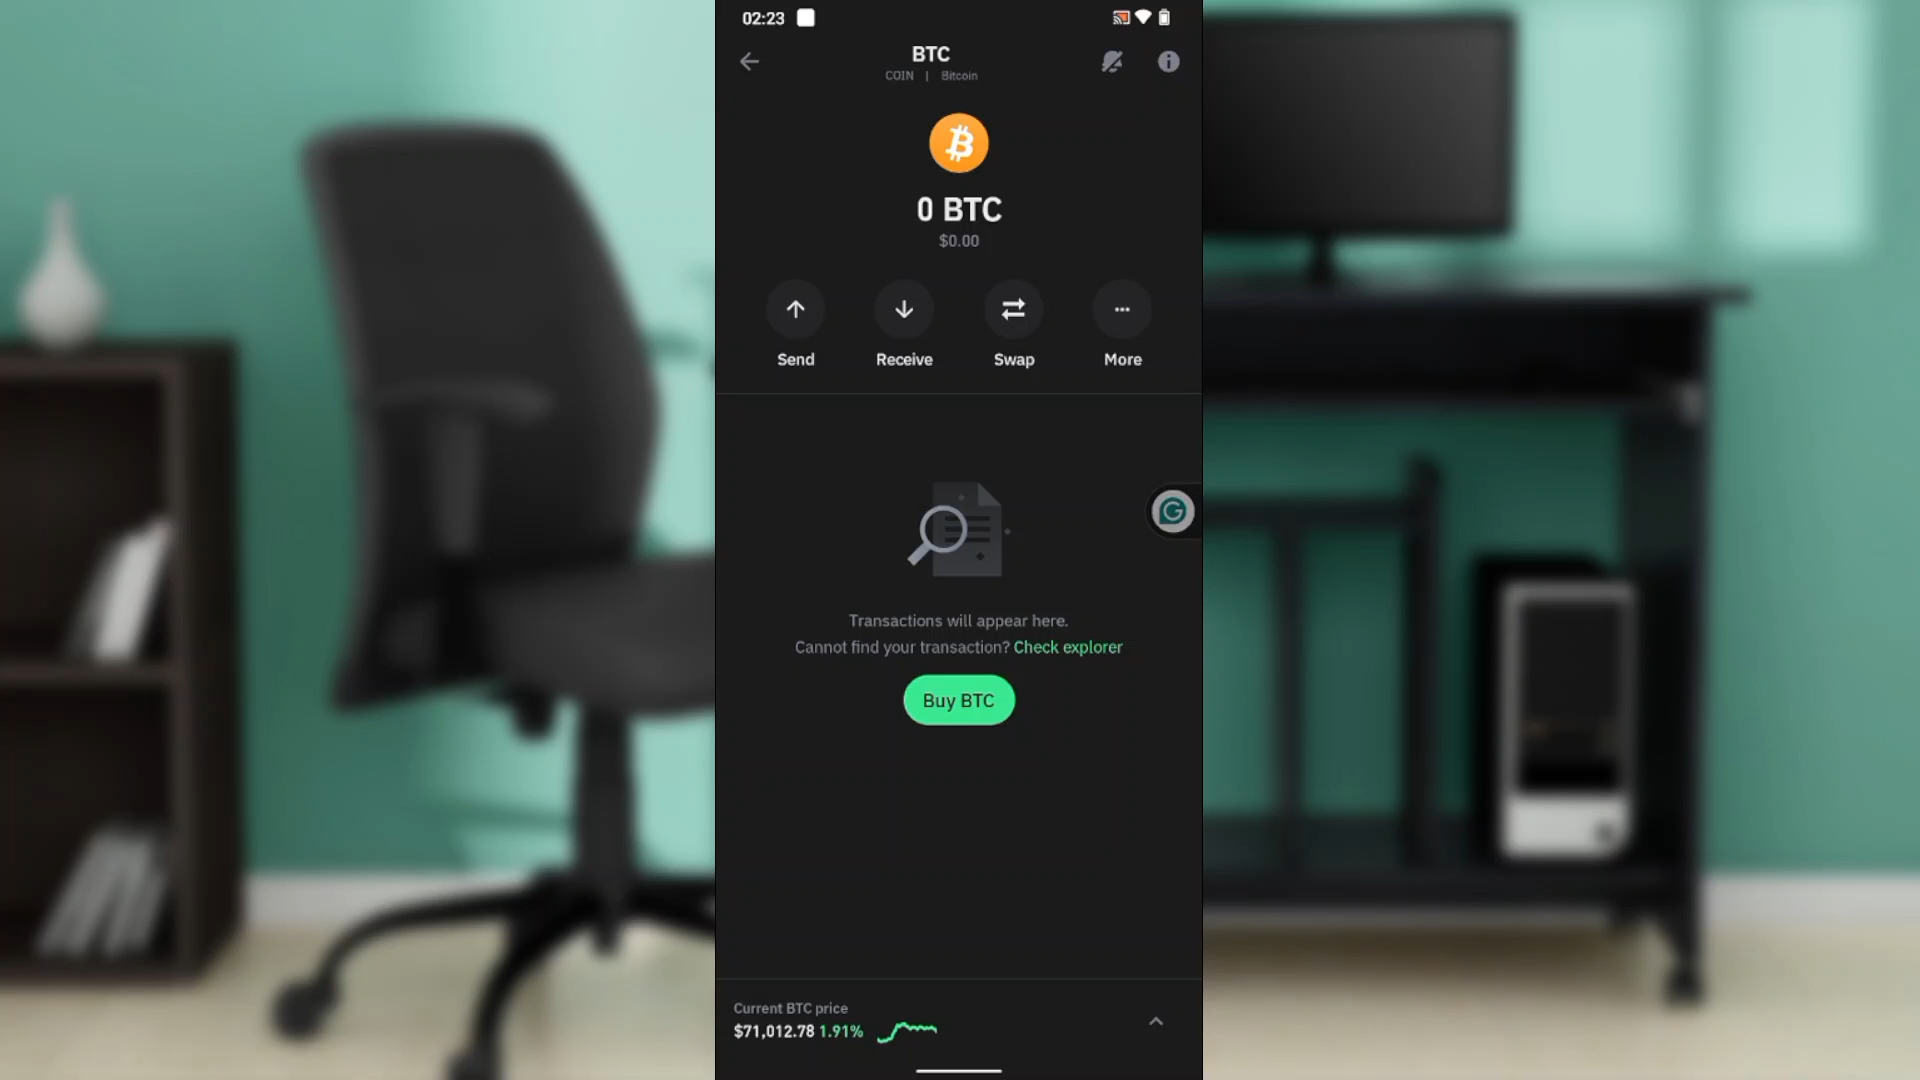 02:23
BTC
COIN | Bitcoin
0 BTC
$0.00
Send
Receive
Swap
More
Transactions will appear here.
Cannot find your transaction? Check explorer
Buy BTC
Current BTC price
$71,012.78 1.91%